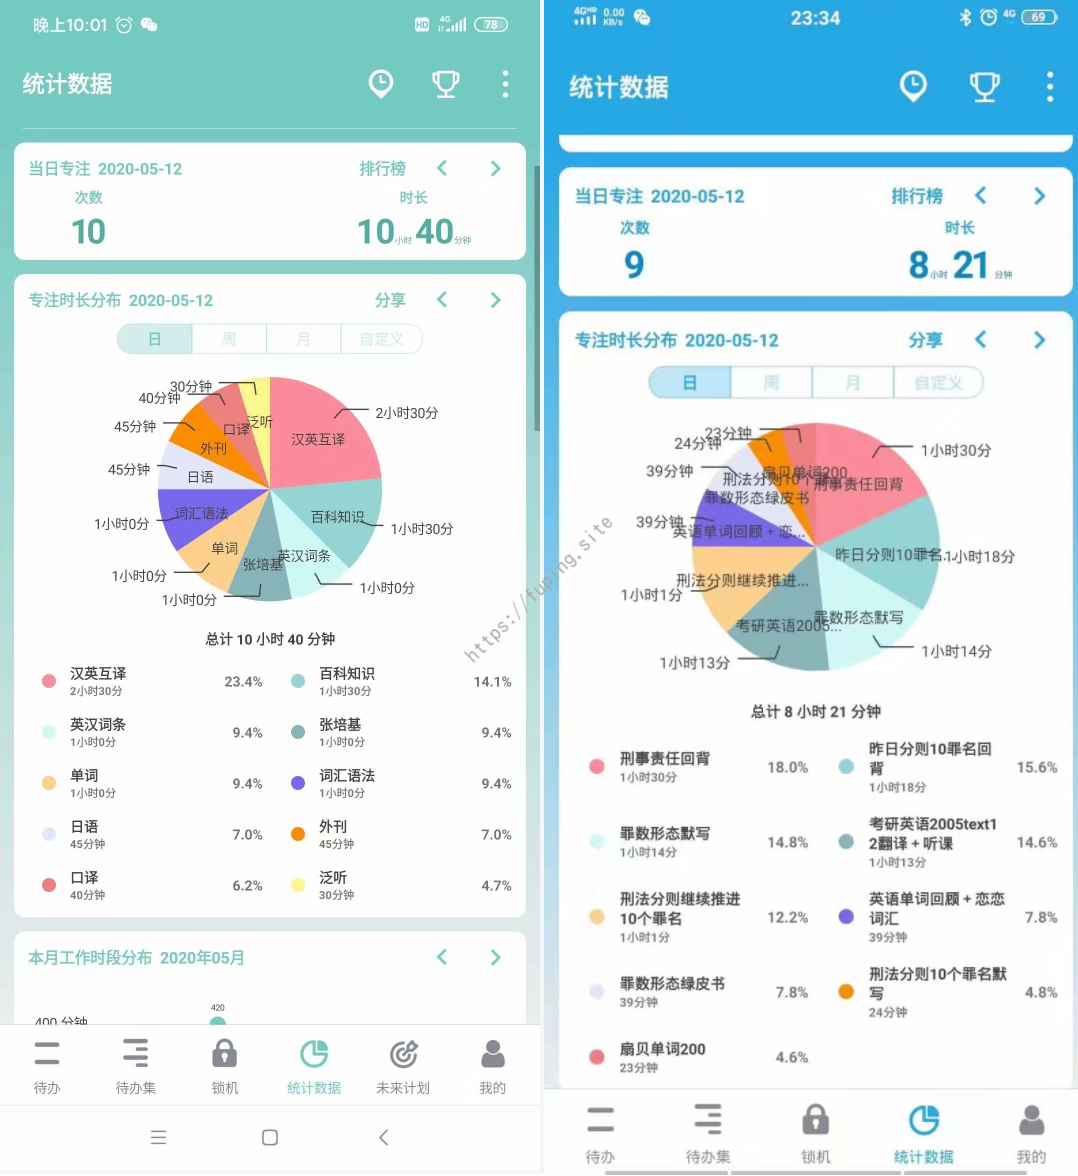 晚上10:01
HD 4G 78
统计数据
当日专注 2020-05-12 排行榜
次数 时长
10 10小时40分钟
专注时长分布 2020-05-12 分享
日 周 月 自定义
30分钟
40分钟
2小时30分
泛听
口译
汉英互译
45分钟
外刊
45分钟
日语
词汇语法
百科知识
1小时0分
1小时30分
单词
英汉词条
张培基
1小时0分
1小时0分
1小时0分
总计 10 小时 40 分钟
汉英互译 23.4% 百科知识 14.1%
2小时30分 1小时30分
英汉词条 9.4% 张培基 9.4%
1小时0分 1小时0分
单词 9.4% 词汇语法 9.4%
1小时0分 1小时0分
日语 7.0% 外刊 7.0%
45分钟 45分钟
口译 6.2% 泛听 4.7%
40分钟 30分钟
本月工作时段分布 2020年05月
420
400 分钟
待办 待办集 锁机 统计数据 未来计划 我的
4G HD 0.00 KB/s 23:34 4G 69
统计数据
当日专注 2020-05-12 排行榜
次数 时长
9 8小时21分钟
专注时长分布 2020-05-12 分享
日 周 月 自定义
23分钟
24分钟
1小时30分
39分钟
扇贝单词200
刑法分则10个
刑事责任回背
罪数形态绿皮书
39分钟
英语单词回顾 + 恋...
昨日分则10罪名...
1小时18分
刑法分则继续推进...
1小时1分
罪数形态默写
考研英语2005...
1小时14分
1小时13分
总计 8 小时 21 分钟
刑事责任回背 18.0%
1小时30分
昨日分则10罪名回
背 15.6%
1小时18分
罪数形态默写 14.8%
1小时14分
考研英语2005text1
2翻译 + 听课 14.6%
1小时13分
刑法分则继续推进
10个罪名 12.2%
1小时1分
英语单词回顾 + 恋恋
词汇 7.8%
39分钟
罪数形态绿皮书 7.8%
39分钟
刑法分则10个罪名默
写 4.8%
24分钟
扇贝单词200 4.6%
23分钟
待办 待办集 锁机 统计数据 我的
https://fuping.site